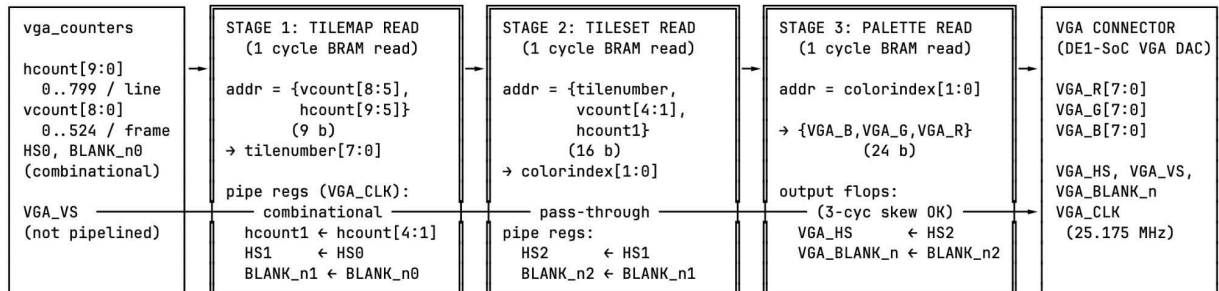 vga_counters
hcount[9:0]
0..799 / line
vcount[8:0]
0..524 / frame
HS0, BLANK_n0
(combinational)
VGA_VS
(not pipelined)
STAGE 1: TILEMAP READ
(1 cycle BRAM read)
addr = {vcount[8:5],
hcount[9:5]}
(9 b)
→ tilenumber[7:0]
pipe regs (VGA_CLK):
combinational
hcount1 ← hcount[4:1]
HS1 ← HS0
BLANK_n1 ← BLANK_n0
STAGE 2: TILESET READ
(1 cycle BRAM read)
addr = {tilenumber,
vcount[4:1],
hcount1}
(16 b)
→ colorindex[1:0]
pass-through
pipe regs:
HS2 ← HS1
BLANK_n2 ← BLANK_n1
STAGE 3: PALETTE READ
(1 cycle BRAM read)
addr = colorindex[1:0]
→ {VGA_B,VGA_G,VGA_R}
(24 b)
output flops:
(3-cyc skew OK)
VGA_HS ← HS2
VGA_BLANK_n ← BLANK_n2
VGA CONNECTOR
(DE1-SoC VGA DAC)
VGA_R[7:0]
VGA_G[7:0]
VGA_B[7:0]
VGA_HS, VGA_VS,
VGA_BLANK_n
VGA_CLK
(25.175 MHz)